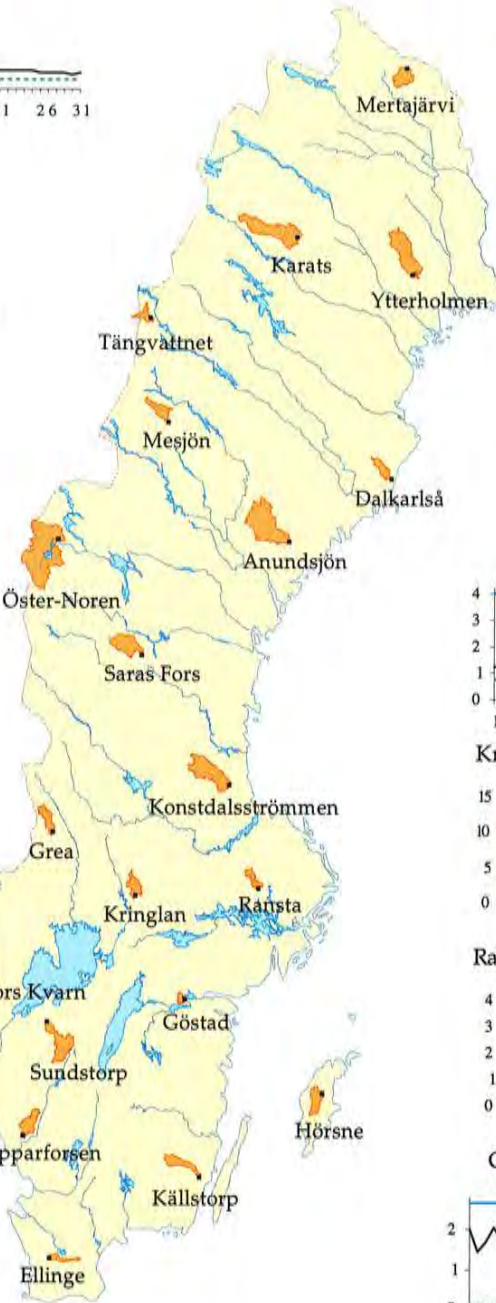 1 26 31
Mertajärvi
Karats
Ytterholmen
Tängvattnet
Mesjön
Dalkarlså
Anundsjön
Öster-Noren
4
3
2
1
0
Saras Fors
Konstdalsströmmen
15
10
5
0
Grea
Kringlan
Ransta
ors Kvarn
4
3
2
1
0
Göstad
Sundstorp
Hörsne
pparforsen
Källstorp
2
1
Ellinge